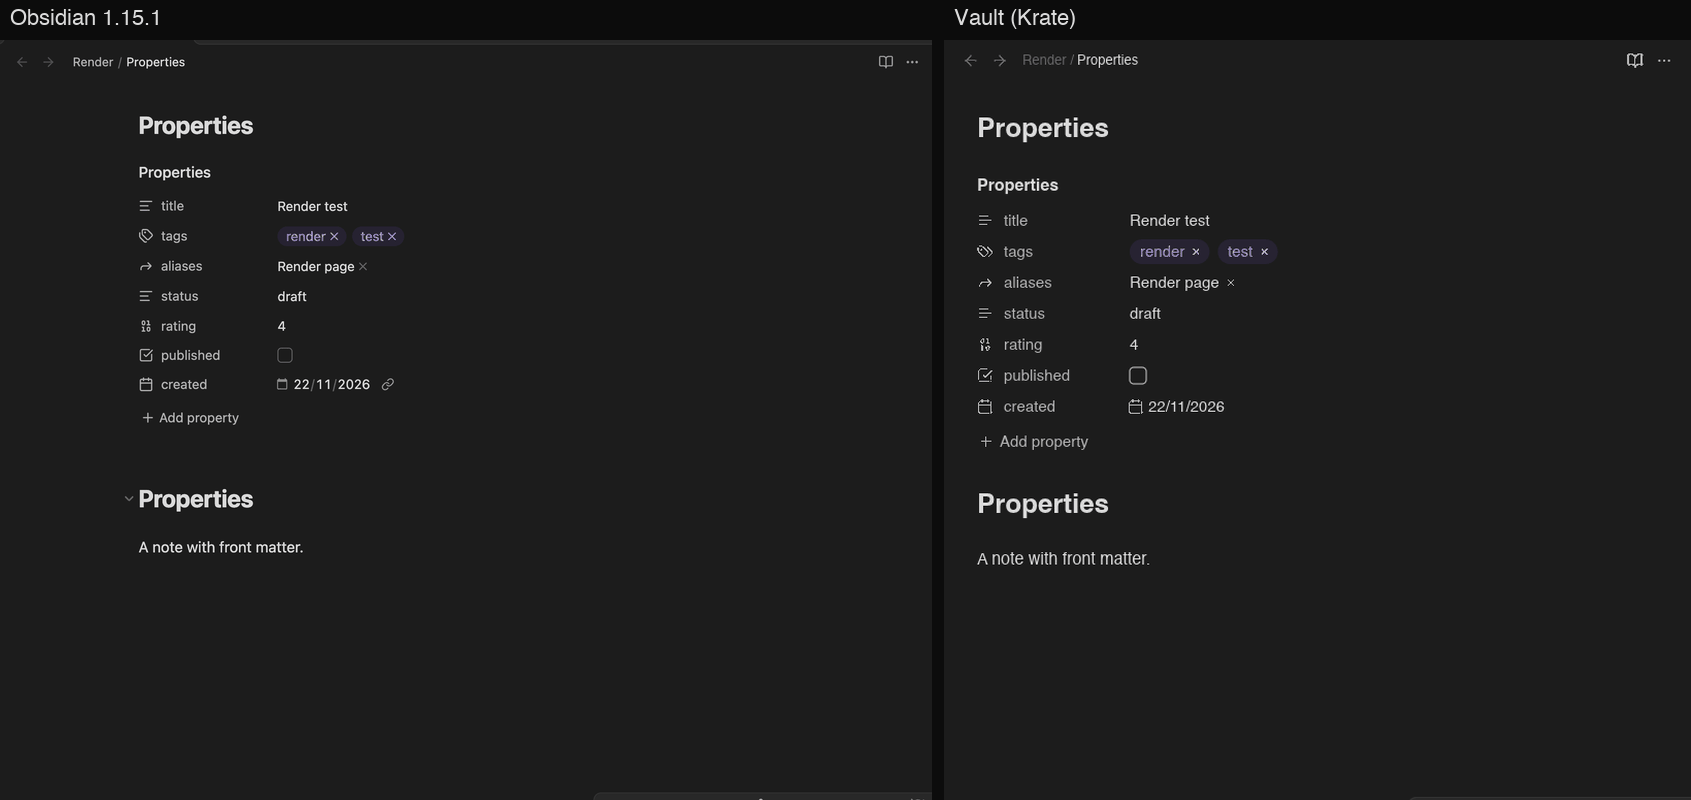 Obsidian 1.15.1
Render / Properties
Properties
Properties
title Render test
tags render × test ×
aliases Render page ×
status draft
rating 4
published
created 22/11/2026
+ Add property
Properties
A note with front matter.
Vault (Krate)
Render / Properties
Properties
Properties
title Render test
tags render × test ×
aliases Render page ×
status draft
rating 4
published
created 22/11/2026
+ Add property
Properties
A note with front matter.